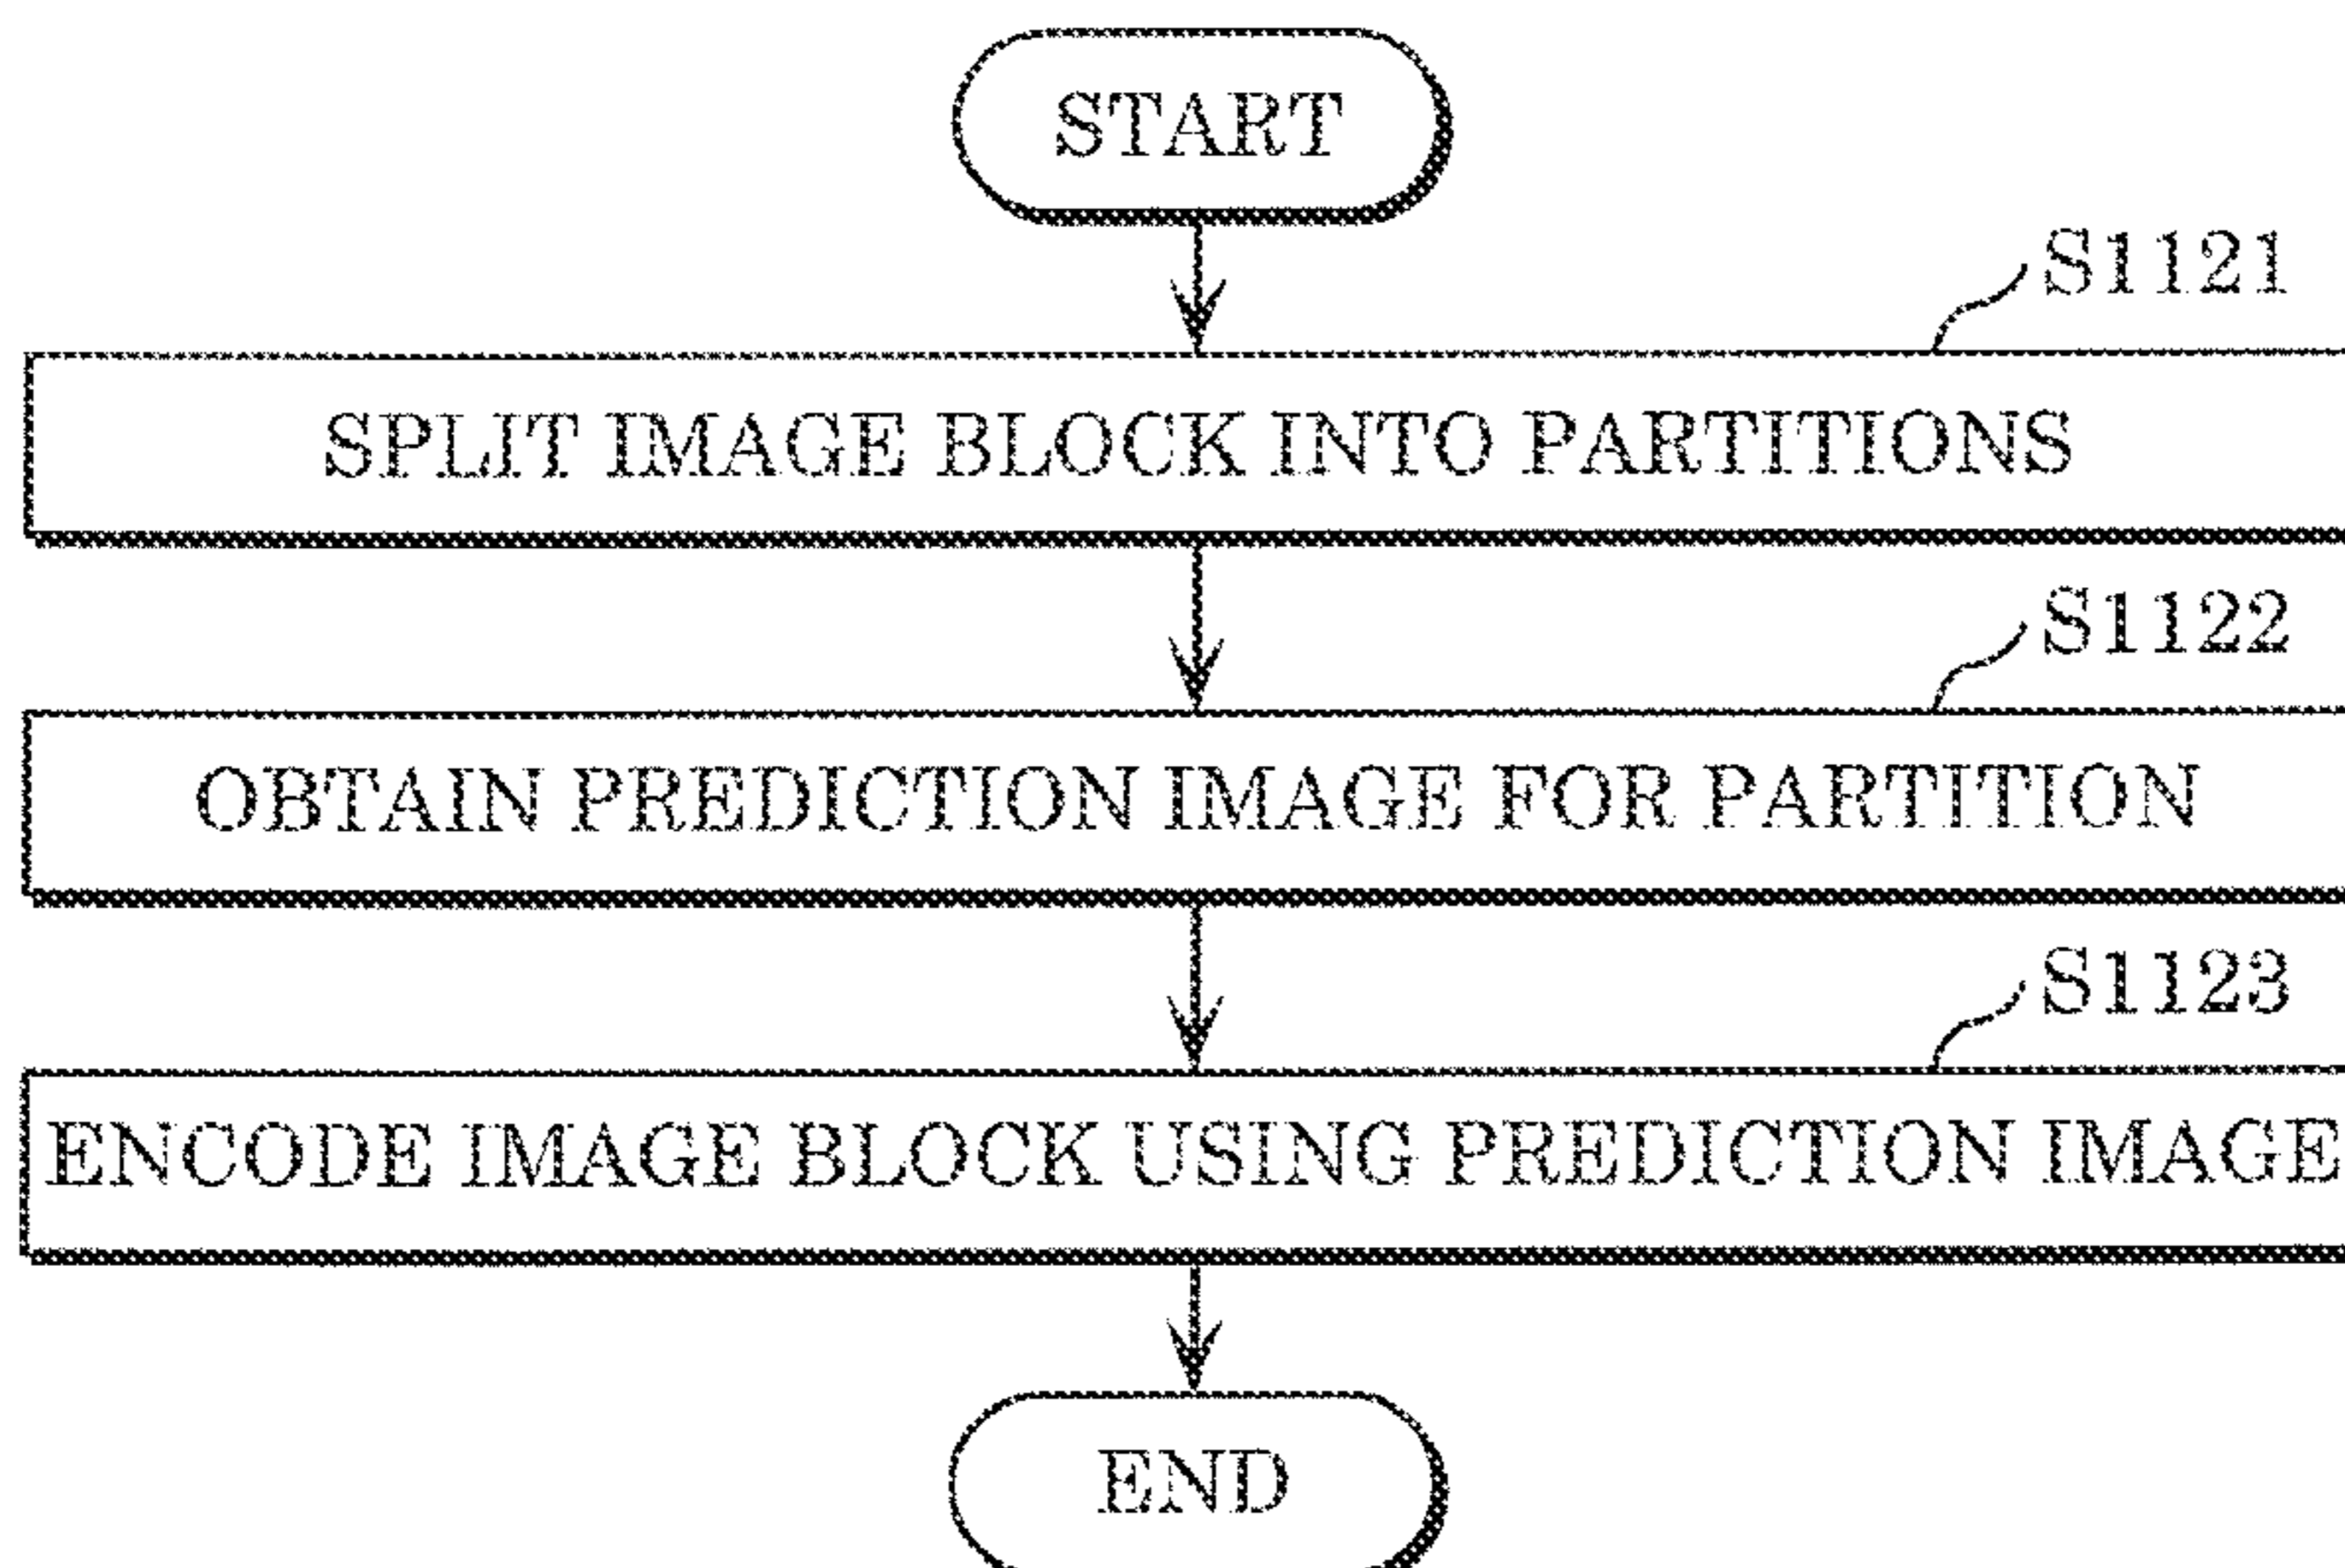 START
S1121
SPLIT IMAGE BLOCK INTO PARTITIONS
S1122
OBTAIN PREDICTION IMAGE FOR PARTITION
S1123
ENCODE IMAGE BLOCK USING PREDICTION IMAGE
END